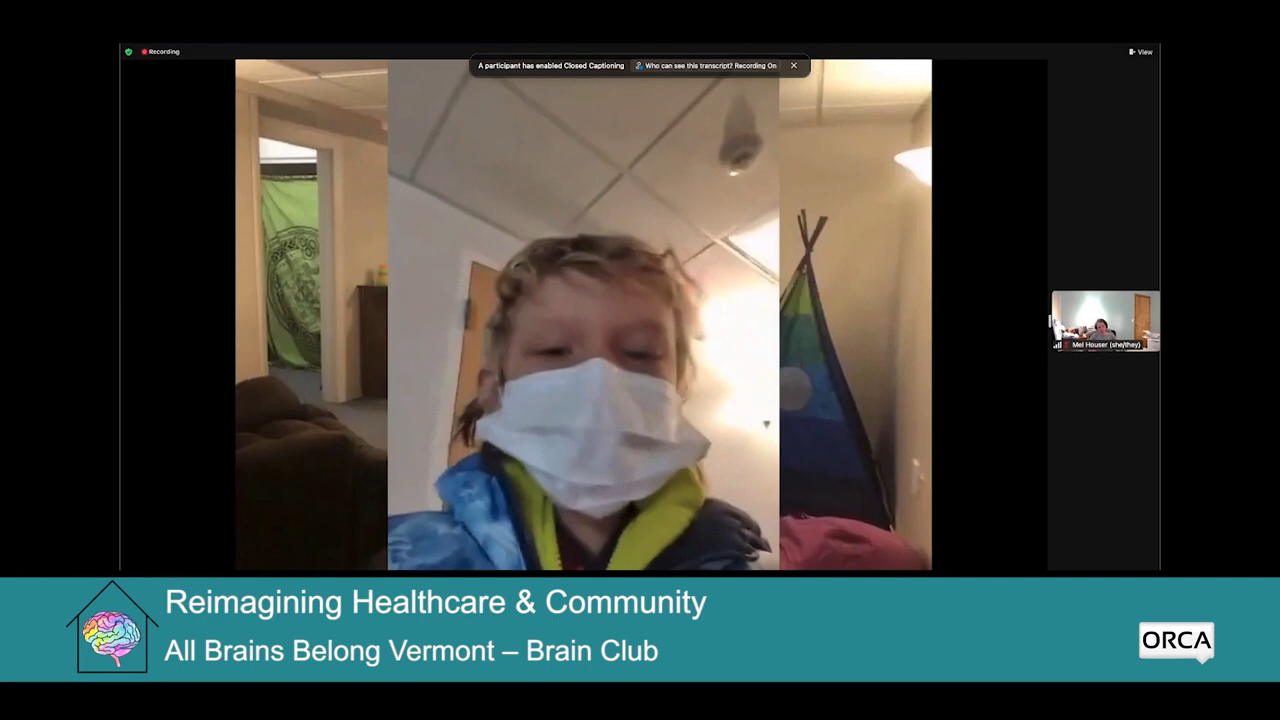 Recording
View
A participant has enabled Closed Captioning
Who can see this transcript? Recording On
Mel Houser (she/they)
Reimagining Healthcare & Community
All Brains Belong Vermont – Brain Club
ORCA